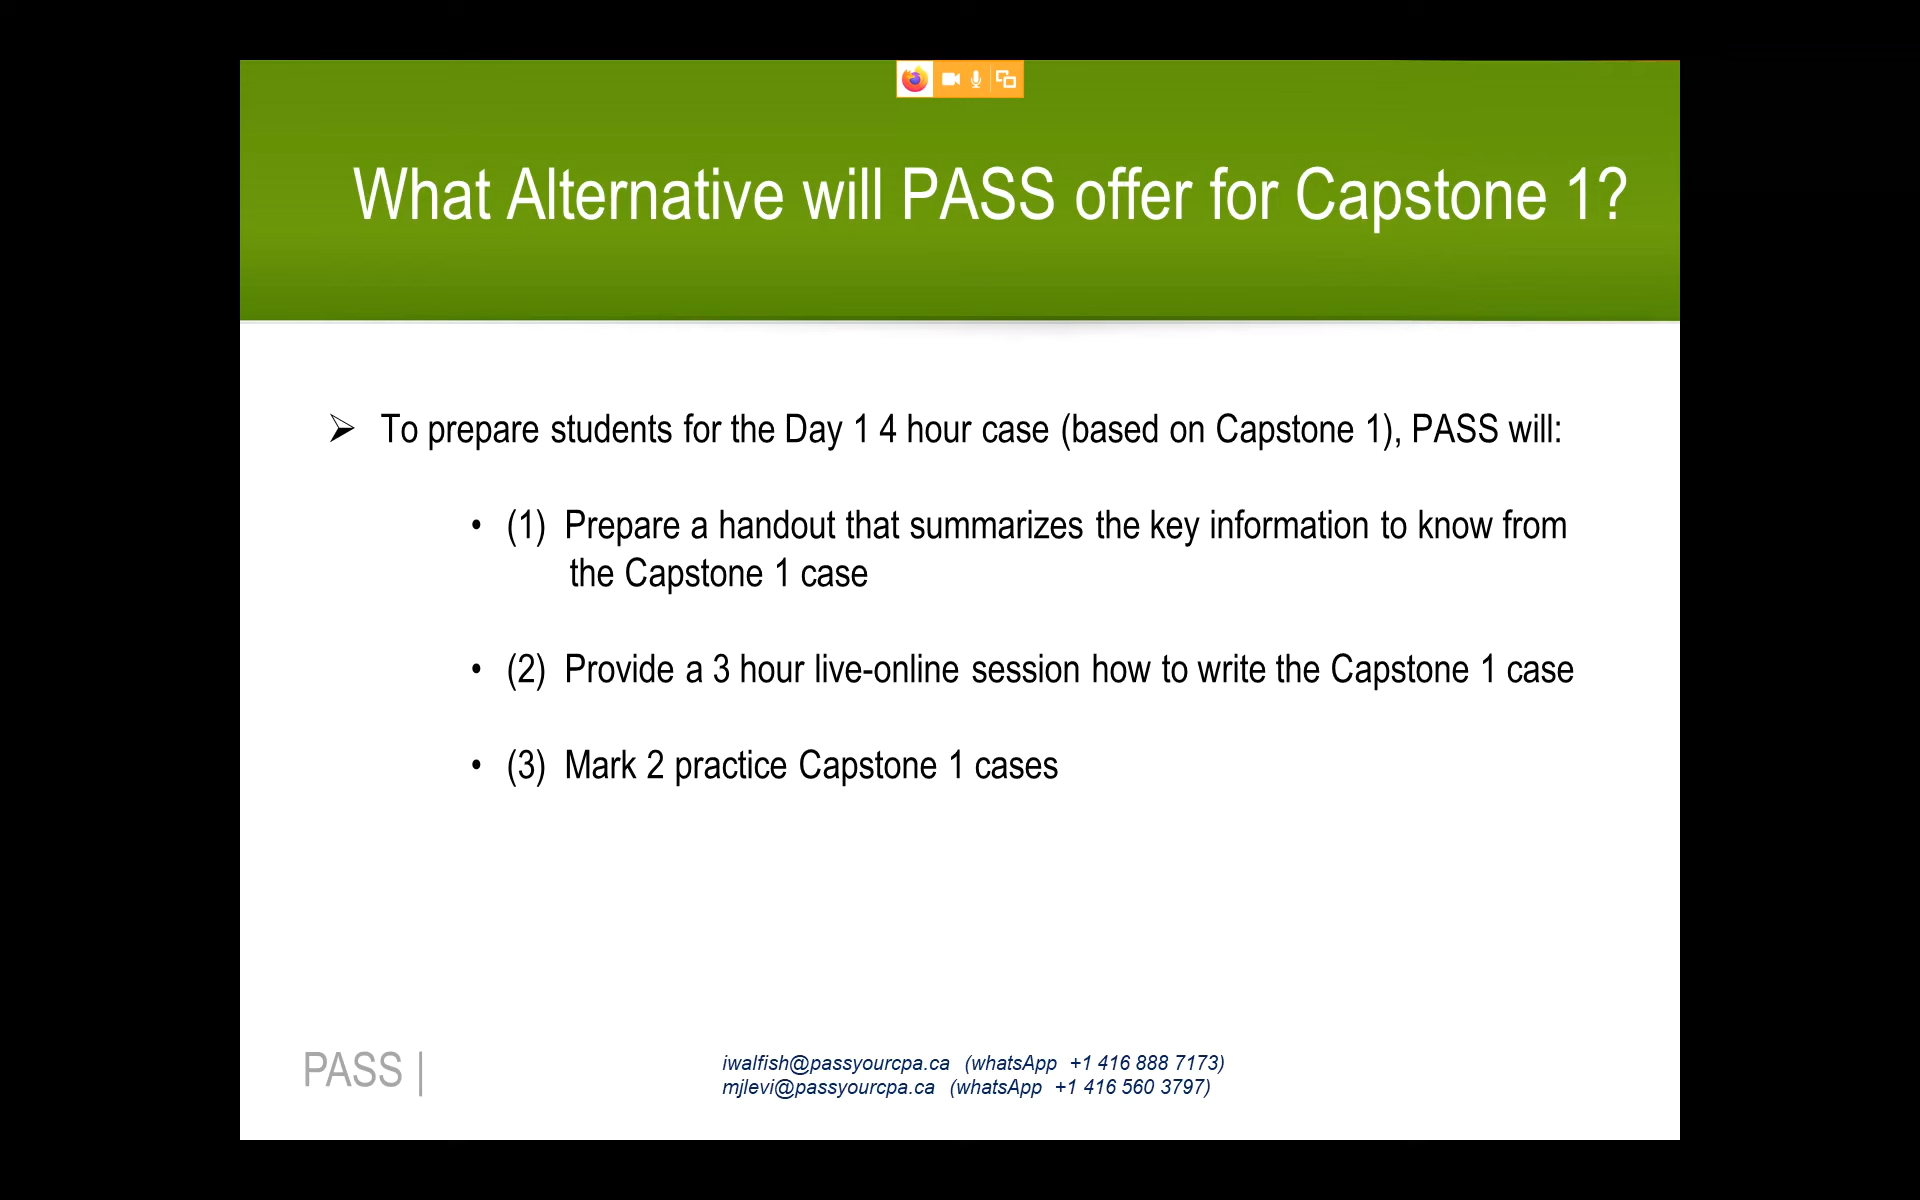 What Alternative will PASS offer for Capstone 1?
➢ To prepare students for the Day 1 4 hour case (based on Capstone 1), PASS will:
• (1) Prepare a handout that summarizes the key information to know from
the Capstone 1 case
• (2) Provide a 3 hour live-online session how to write the Capstone 1 case
• (3) Mark 2 practice Capstone 1 cases
PASS |
iwalfish@passyourcpa.ca (whatsApp +1 416 888 7173)
mjlevi@passyourcpa.ca (whatsApp +1 416 560 3797)